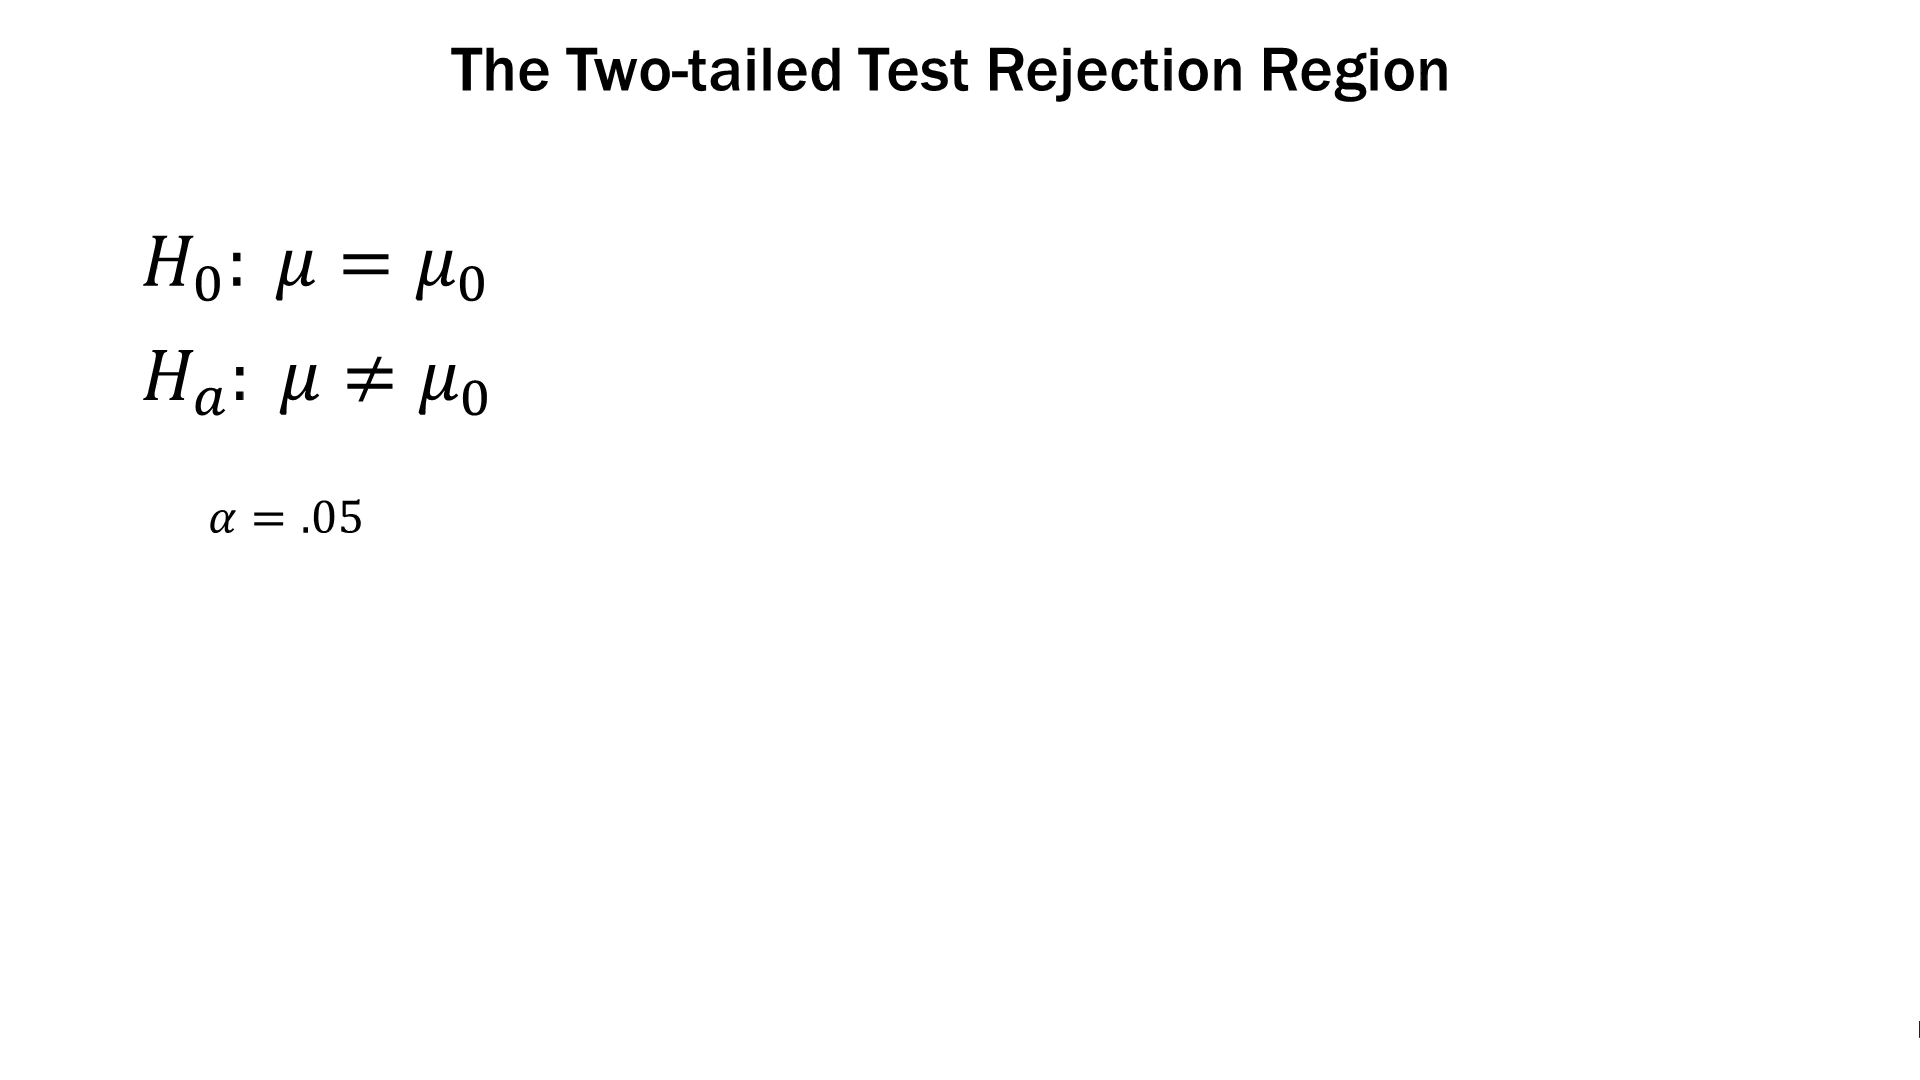 The Two-tailed Test Rejection Region
H₀: μ = μ₀
Hₐ: μ ≠ μ₀
α = .05